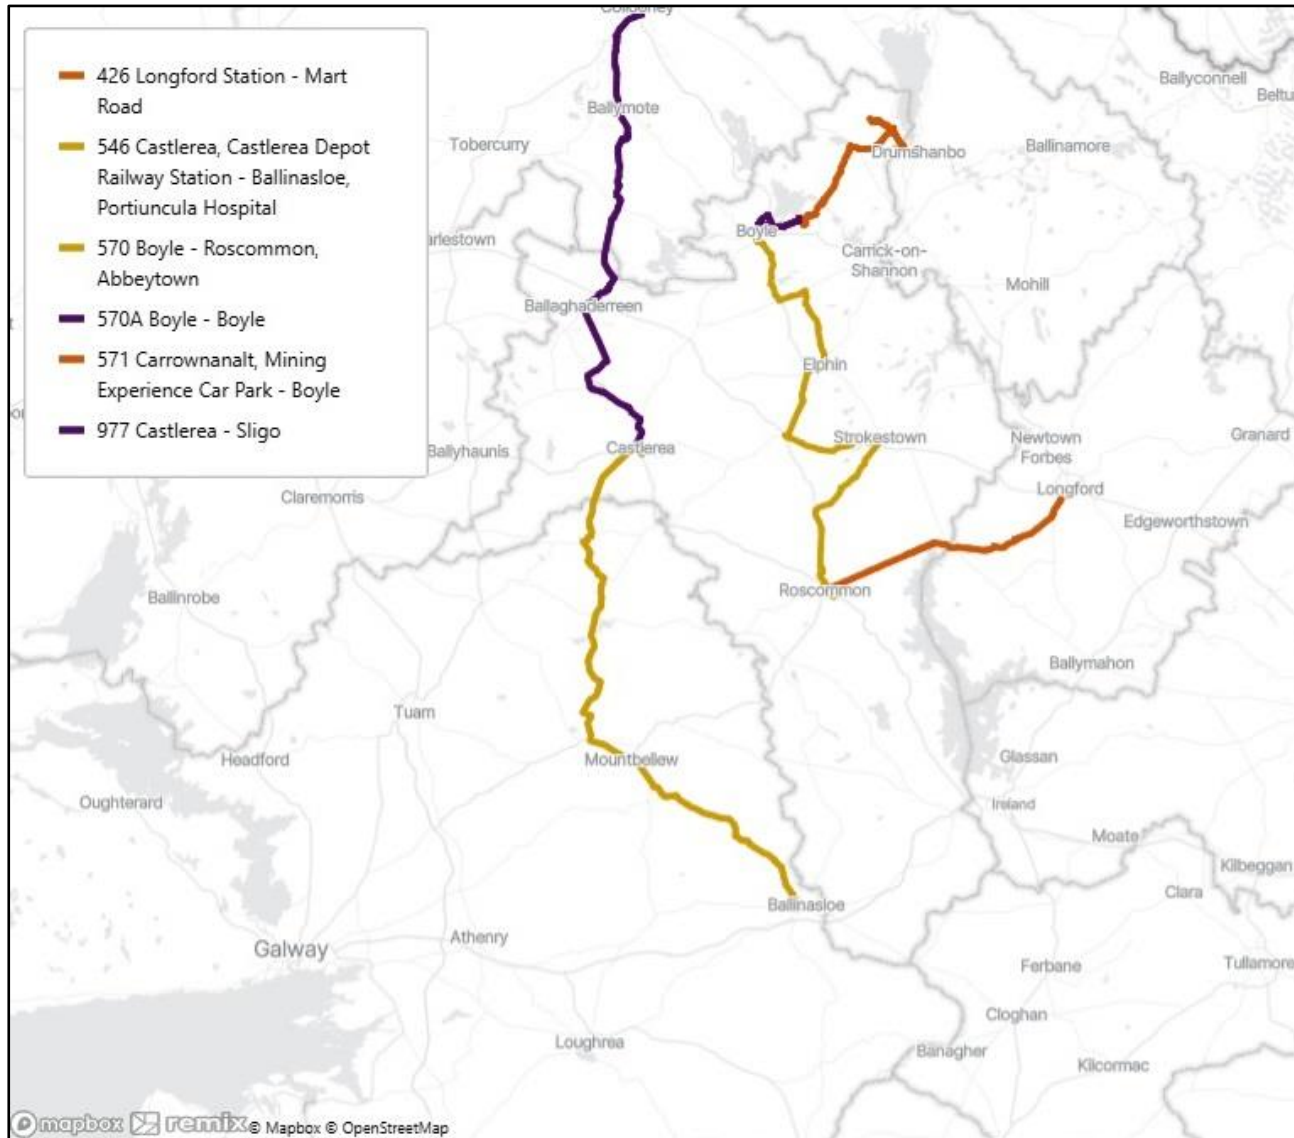 426 Longford Station - Mart
Road
546 Castlerea, Castlerea Depot
Railway Station - Ballinasloe,
Portiuncula Hospital
570 Boyle - Roscommon,
Abbeytown
570A Boyle - Boyle
571 Carrownanalt, Mining
Experience Car Park - Boyle
977 Castlerea - Sligo
Ballyconnell
Ballymote
Tobercurry
Drumshanbo
Ballinamore
Boyle
Carrick-on-
Shannon
Mohill
Ballaghaderreen
Elphin
Strokestown
Newtown
Forbes
Granard
Castlerea
Ballyhaunis
Claremorris
Longford
Edgeworthstown
Roscommon
Ballinrobe
Ballymahon
Tuam
Headford
Mountbellew
Glassan
Oughterard
Ireland
Moate
Kilbeggan
Clara
Ballinasloe
Athenry
Galway
Ferbane
Tullamore
Cloghan
Loughrea
Banagher
Kilcormac
mapbox remix © Mapbox © OpenStreetMap